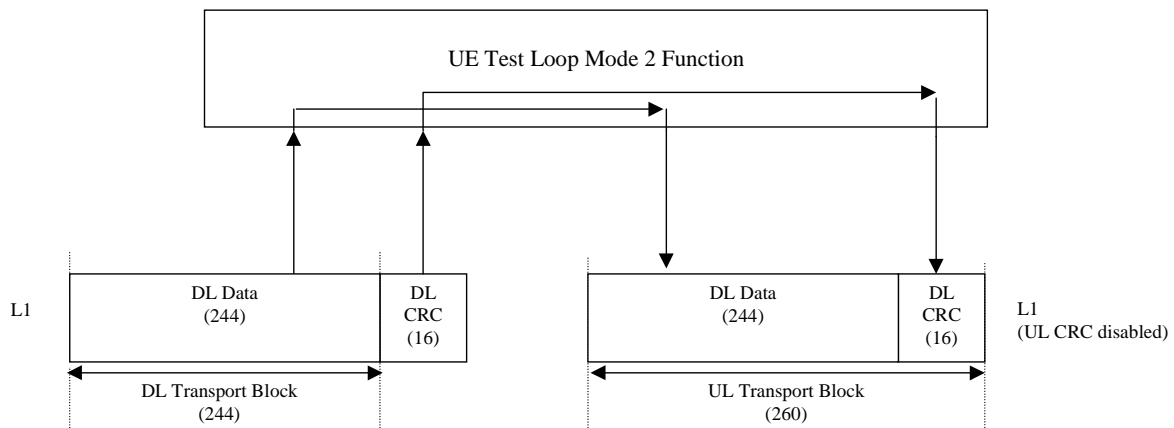 UE Test Loop Mode 2 Function
L1
DL Data
(244)
DL
CRC
(16)
DL Data
(244)
DL
CRC
(16)
L1
(UL CRC disabled)
DL Transport Block
(244)
UL Transport Block
(260)